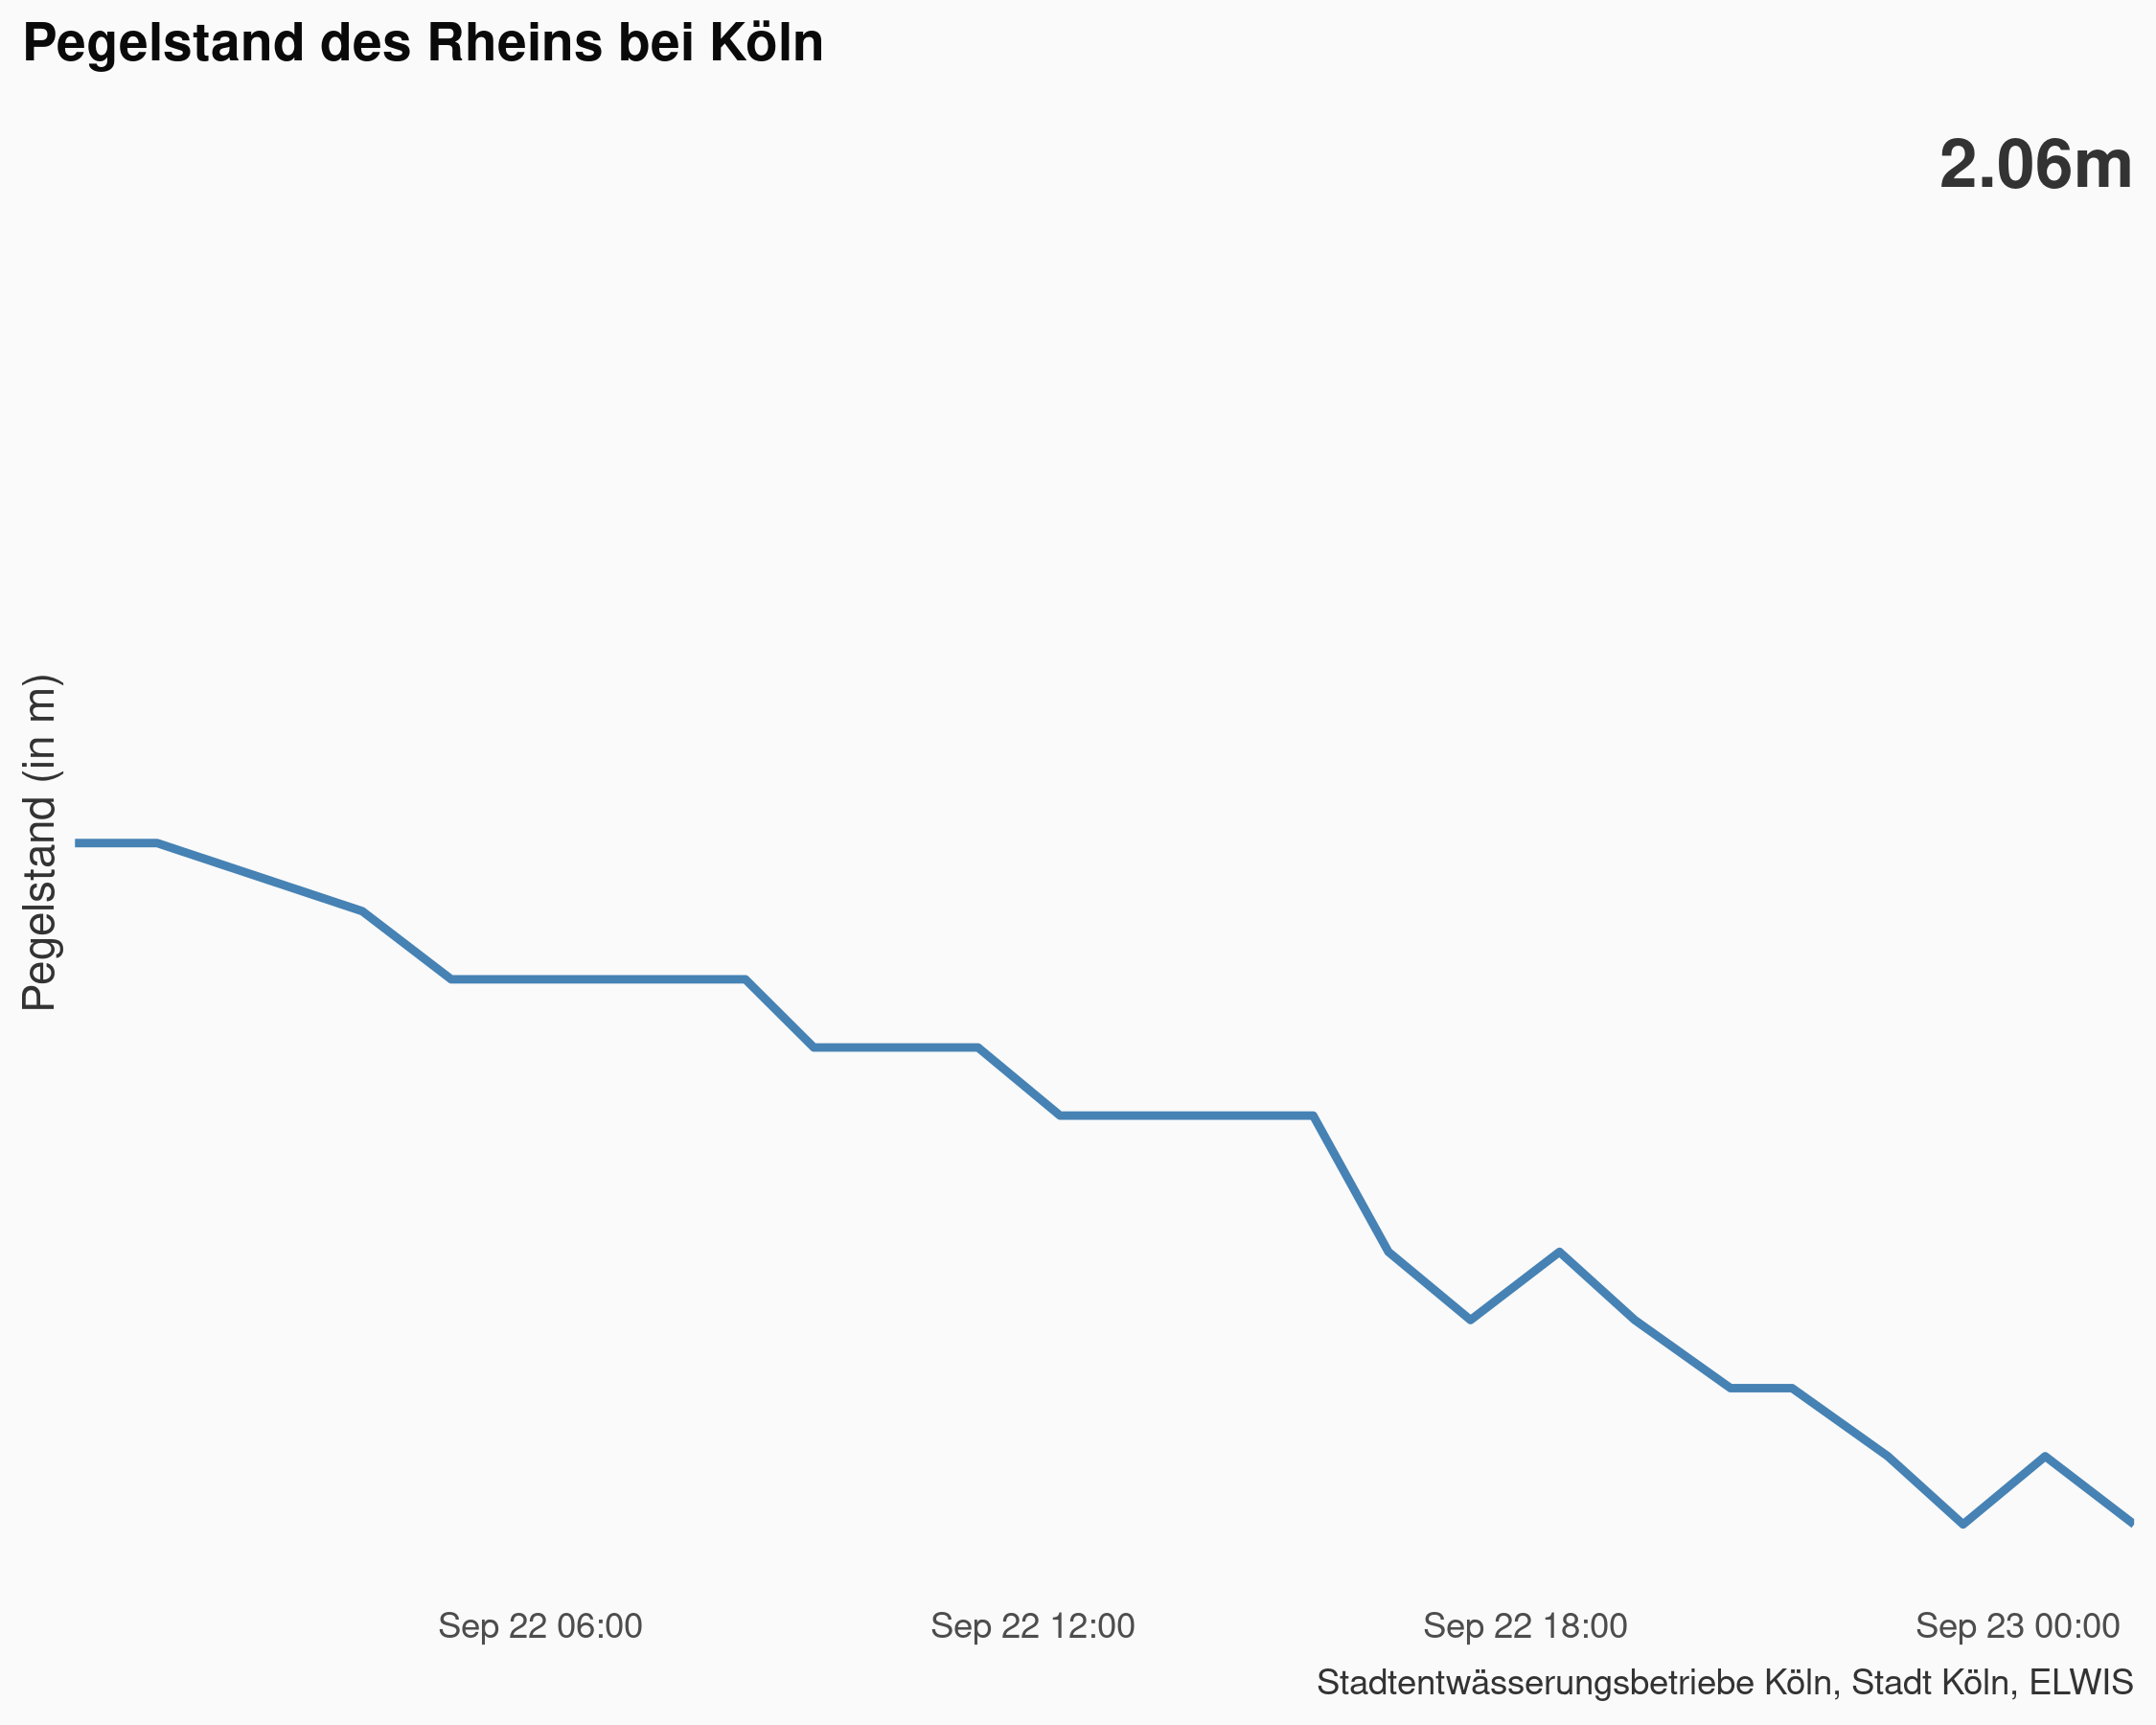 Pegelstand des Rheins bei Köln
2.06m
Pegelstand (in m)
Sep 22 06:00
Sep 22 12:00
Sep 22 18:00
Sep 23 00:00
Stadtentwässerungsbetriebe Köln, Stadt Köln, ELWIS